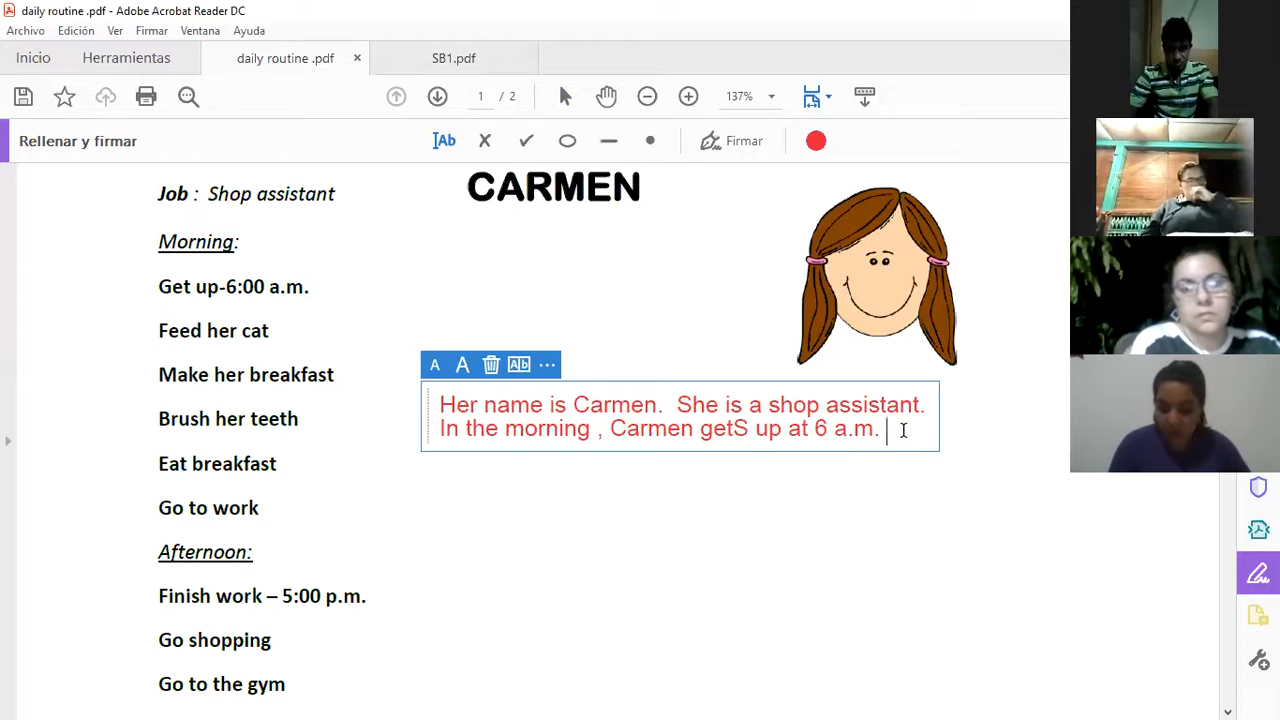 daily routine .pdf - Adobe Acrobat Reader DC
Archivo Edición Ver Firmar Ventana Ayuda
Inicio Herramientas daily routine .pdf × SB1.pdf
1 / 2 137%
Rellenar y firmar Ab Firmar
Job : Shop assistant
CARMEN
Morning:
Get up-6:00 a.m.
Feed her cat
Make her breakfast
Brush her teeth
Eat breakfast
Go to work
Afternoon:
Finish work – 5:00 p.m.
Go shopping
Go to the gym
A A Ab ...
Her name is Carmen. She is a shop assistant.
In the morning , Carmen getS up at 6 a.m.